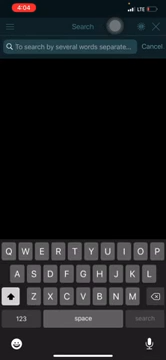 4:04
LTE
Search
To search by several words separate...
Cancel
Q W E R T Y U I O P
A S D F G H J K L
Z X C V B N M
123 space search